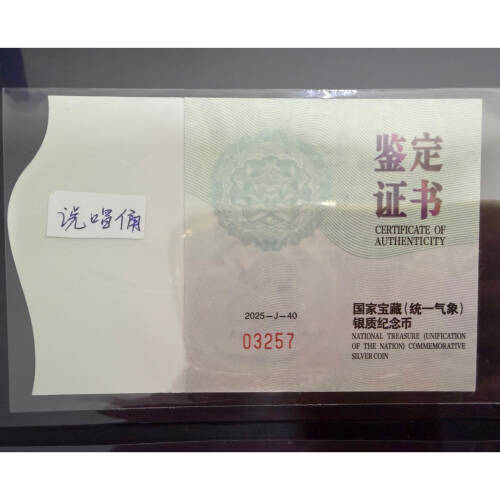 说唱俑
鉴定
证书
CERTIFICATE OF
AUTHENTICITY
2025-J-40
03257
国家宝藏(统一气象)
银质纪念币
NATIONAL TREASURE (UNIFICATION
OF THE NATION) COMMEMORATIVE
SILVER COIN